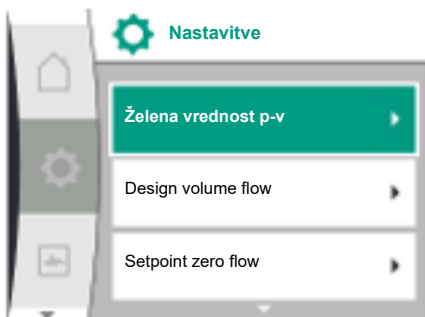 Nastavitve
Želena vrednost p-v
Design volume flow
Setpoint zero flow